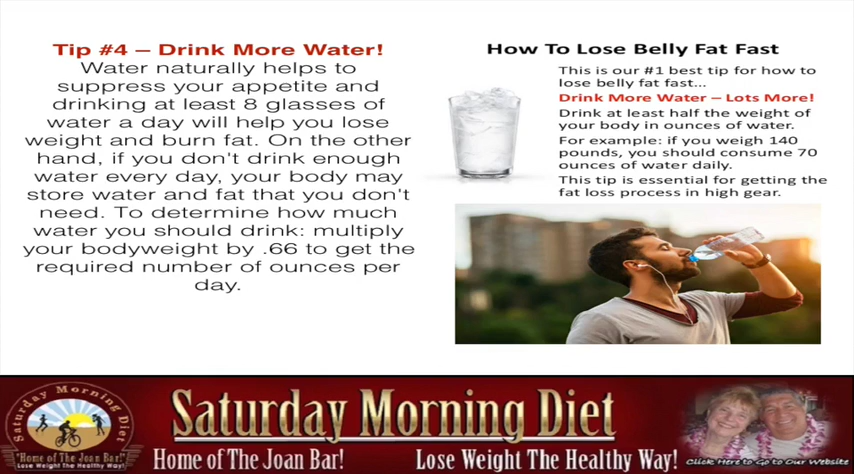 Tip #4 – Drink More Water!
Water naturally helps to
suppress your appetite and
drinking at least 8 glasses of
water a day will help you lose
weight and burn fat. On the other
hand, if you don't drink enough
water every day, your body may
store water and fat that you don't
need. To determine how much
water you should drink: multiply
your bodyweight by .66 to get the
required number of ounces per
day.
How To Lose Belly Fat Fast
This is our #1 best tip for how to
lose belly fat fast...
Drink More Water – Lots More!
Drink at least half the weight of
your body in ounces of water.
For example: if you weigh 140
pounds, you should consume 70
ounces of water daily.
This tip is essential for getting the
fat loss process in high gear.
Saturday Morning Diet
"Home of The Joan Bar!"
Lose Weight The Healthy Way!
Saturday Morning Diet
Home of The Joan Bar!
Lose Weight The Healthy Way!
Click Here to Go to Our Website